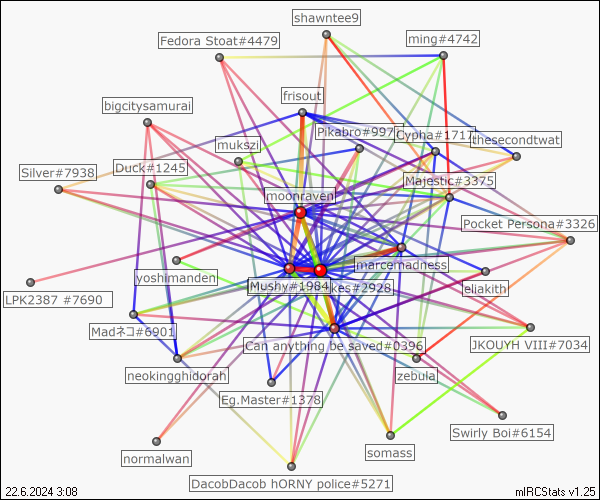 shawntee9
ming#4742
Fedora Stoat#4479
frisout
bigcitysamurai
Pikabro#997
Cypha#171
thesecondtwat
mukszi
Duck#1245
Silver#7938
Majestic#3375
moonraven
Pocket Persona#3326
marcemadness
yoshimanden
Mushy#1984
kes#2928
eliakith
LPK2387 #7690
Madネコ#6901
Can anything be saved#0396
JKOUYH VIII#7034
neokingghidorah
zebula
Eg.Master#1378
Swirly Boi#6154
normalwan
somass
DacobDacob hORNY police#5271
22.6.2024 3:08
mIRCStats v1.25